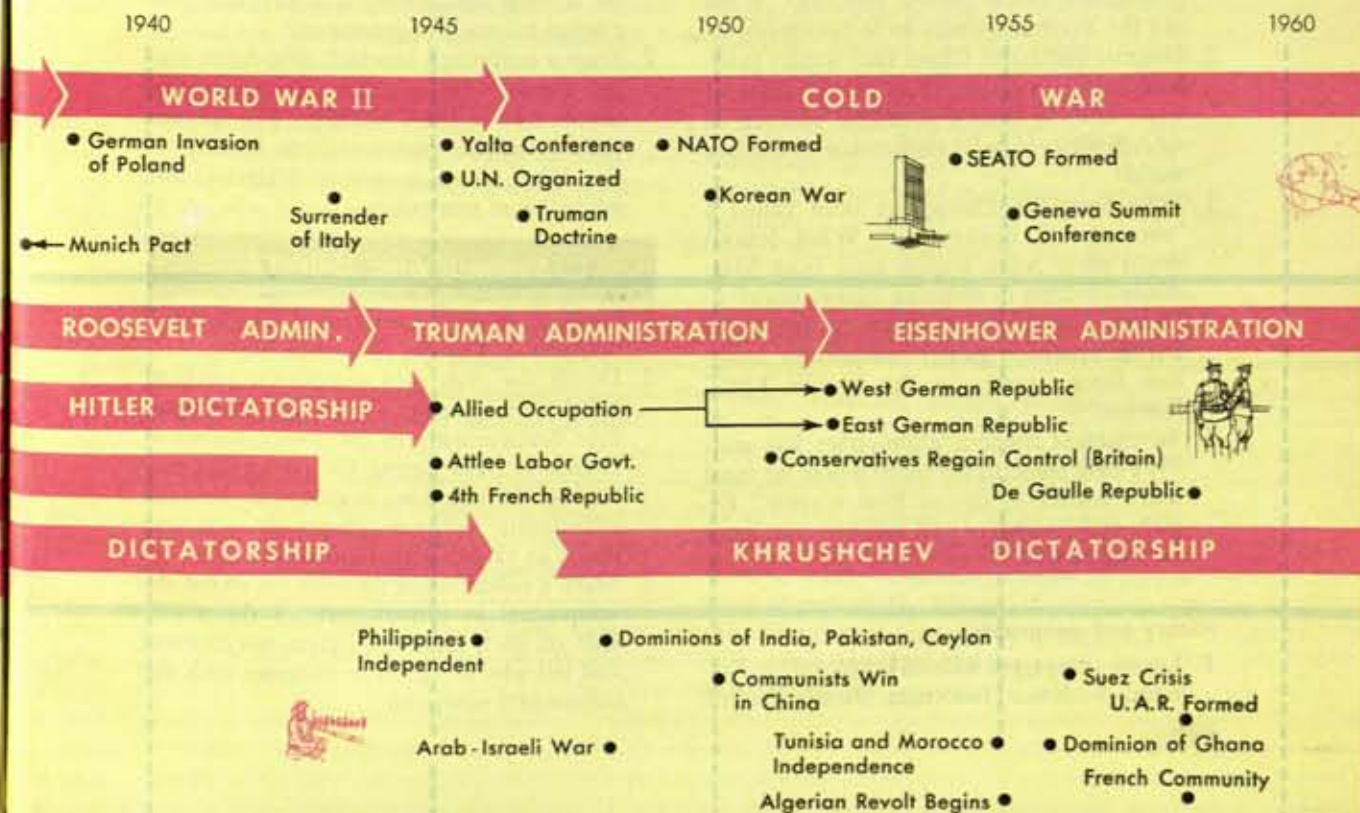 1940 1945 1950 1955 1960
WORLD WAR II COLD WAR
German Invasion
of Poland
Yalta Conference
NATO Formed
SEATO Formed
U.N. Organized
Korean War
Surrender
of Italy
Truman
Doctrine
Geneva Summit
Conference
Munich Pact
ROOSEVELT ADMIN. TRUMAN ADMINISTRATION EISENHOWER ADMINISTRATION
HITLER DICTATORSHIP
Allied Occupation
West German Republic
East German Republic
Attlee Labor Govt.
Conservatives Regain Control (Britain)
4th French Republic
De Gaulle Republic
DICTATORSHIP KHRUSHCHEV DICTATORSHIP
Philippines
Independent
Dominions of India, Pakistan, Ceylon
Communists Win
in China
Suez Crisis
U.A.R. Formed
Arab-Israeli War
Tunisia and Morocco
Independence
Dominion of Ghana
French Community
Algerian Revolt Begins